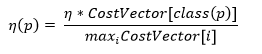 η(p) = η * CostVector[class(p)] / max_i CostVector[i]